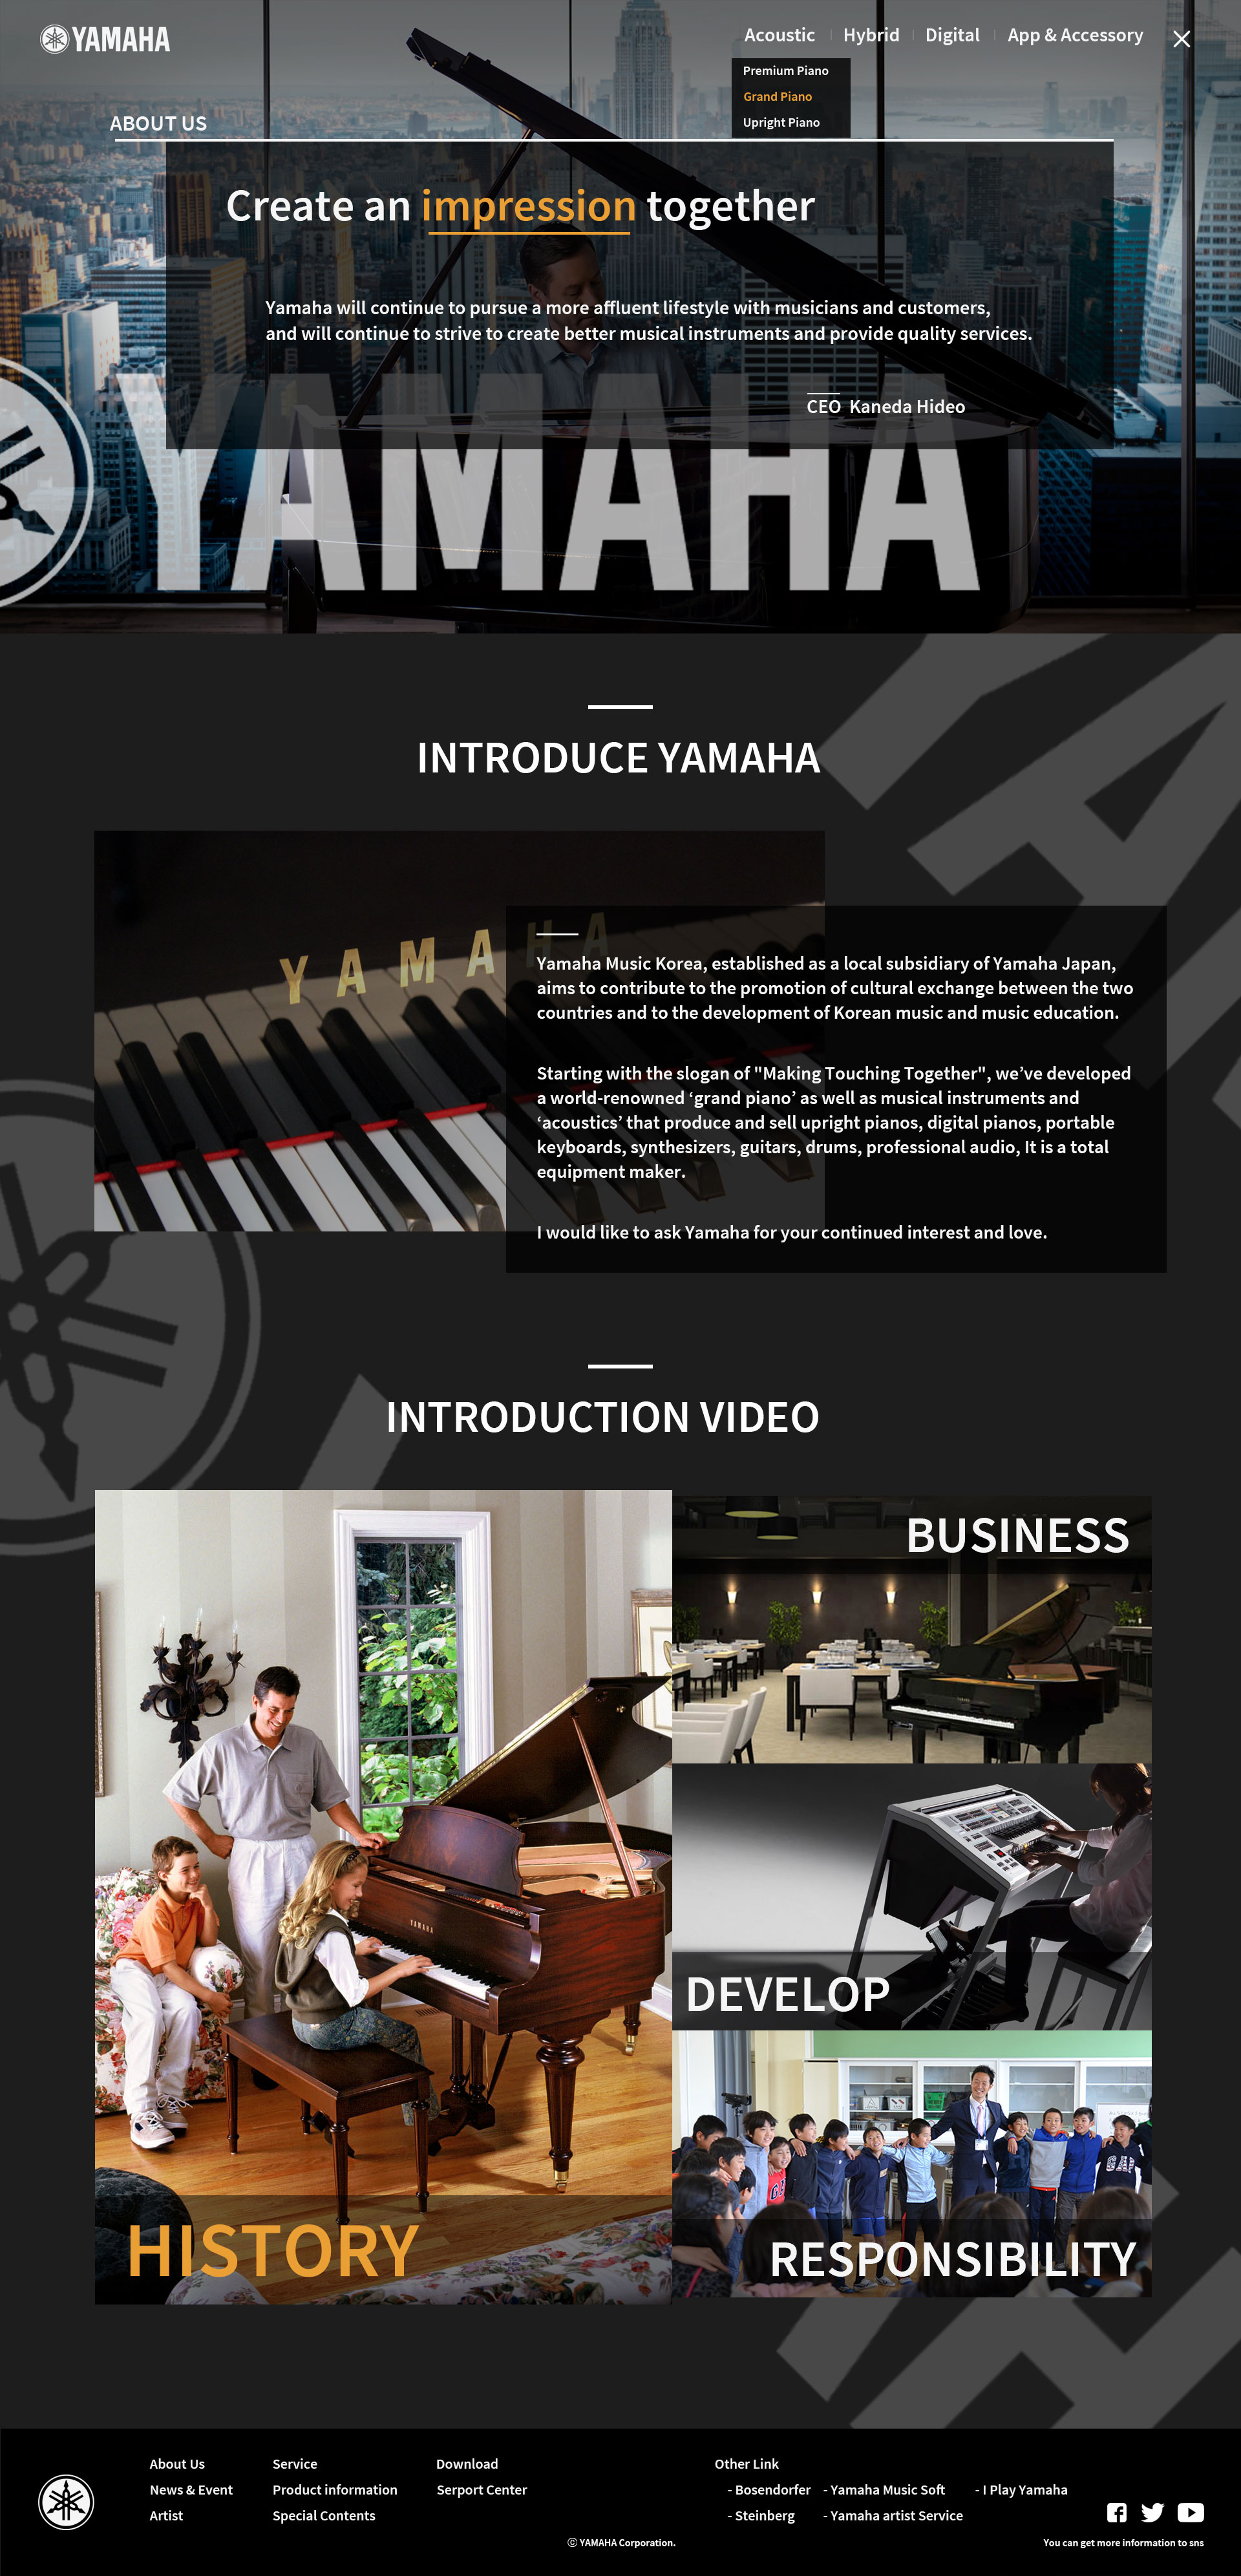 YAMAHA
Acoustic Hybrid Digital App & Accessory
Premium Piano
Grand Piano
Upright Piano
ABOUT US
Create an impression together
Yamaha will continue to pursue a more affluent lifestyle with musicians and customers,
and will continue to strive to create better musical instruments and provide quality services.
CEO Kaneda Hideo
YAMAHA
INTRODUCE YAMAHA
YAMAHA
Yamaha Music Korea, established as a local subsidiary of Yamaha Japan,
aims to contribute to the promotion of cultural exchange between the two
countries and to the development of Korean music and music education.
Starting with the slogan of "Making Touching Together", we’ve developed
a world-renowned ‘grand piano’ as well as musical instruments and
‘acoustics’ that produce and sell upright pianos, digital pianos, portable
keyboards, synthesizers, guitars, drums, professional audio, It is a total
equipment maker.
I would like to ask Yamaha for your continued interest and love.
INTRODUCTION VIDEO
BUSINESS
YAMAHA
DEVELOP
GAP
HISTORY
RESPONSIBILITY
About Us Service Download Other Link
News & Event Product information Serport Center - Bosendorfer - Yamaha Music Soft - I Play Yamaha
Artist Special Contents - Steinberg - Yamaha artist Service
ⓒ YAMAHA Corporation. You can get more information to sns